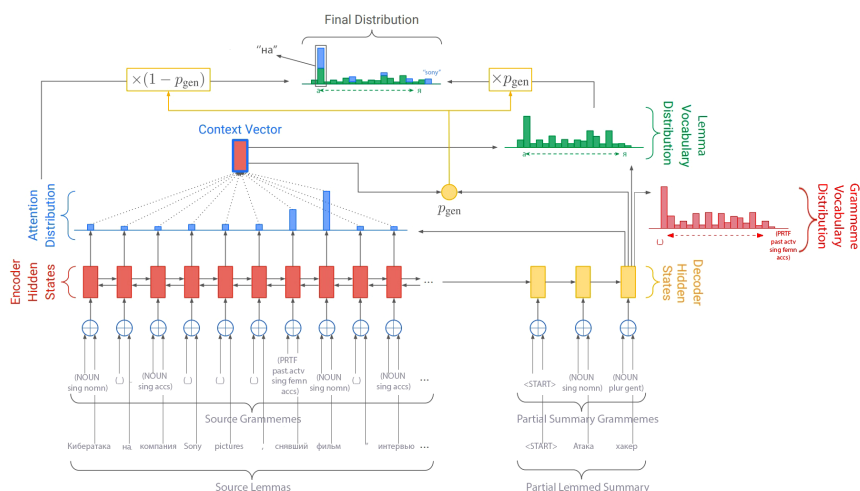 Final Distribution
"на"
"sony"
×(1 − pgen)
×pgen
а
я
Context Vector
Lemma
Vocabulary
Distribution
а
я
pgen
Attention
Distribution
Grammeme
Vocabulary
Distribution
(_)
(PRTF
past actv
sing femn
accs)
Encoder
Hidden
States
...
Decoder
Hidden
States
(NOUN
sing nomn)
(_)
(NOUN
sing accs)
(_)
(_)
(_)
(PRTF
past actv
sing femn
accs)
(NOUN
sing nomn)
(_)
(NOUN
sing accs)
...
<START>
(NOUN
sing nomn)
(NOUN
plur gent)
Source Grammemes
Partial Summary Grammemes
Кибератака на компания Sony pictures , снявший фильм " интервью ...
<START> Атака хакер
Source Lemmas
Partial Lemmed Summary